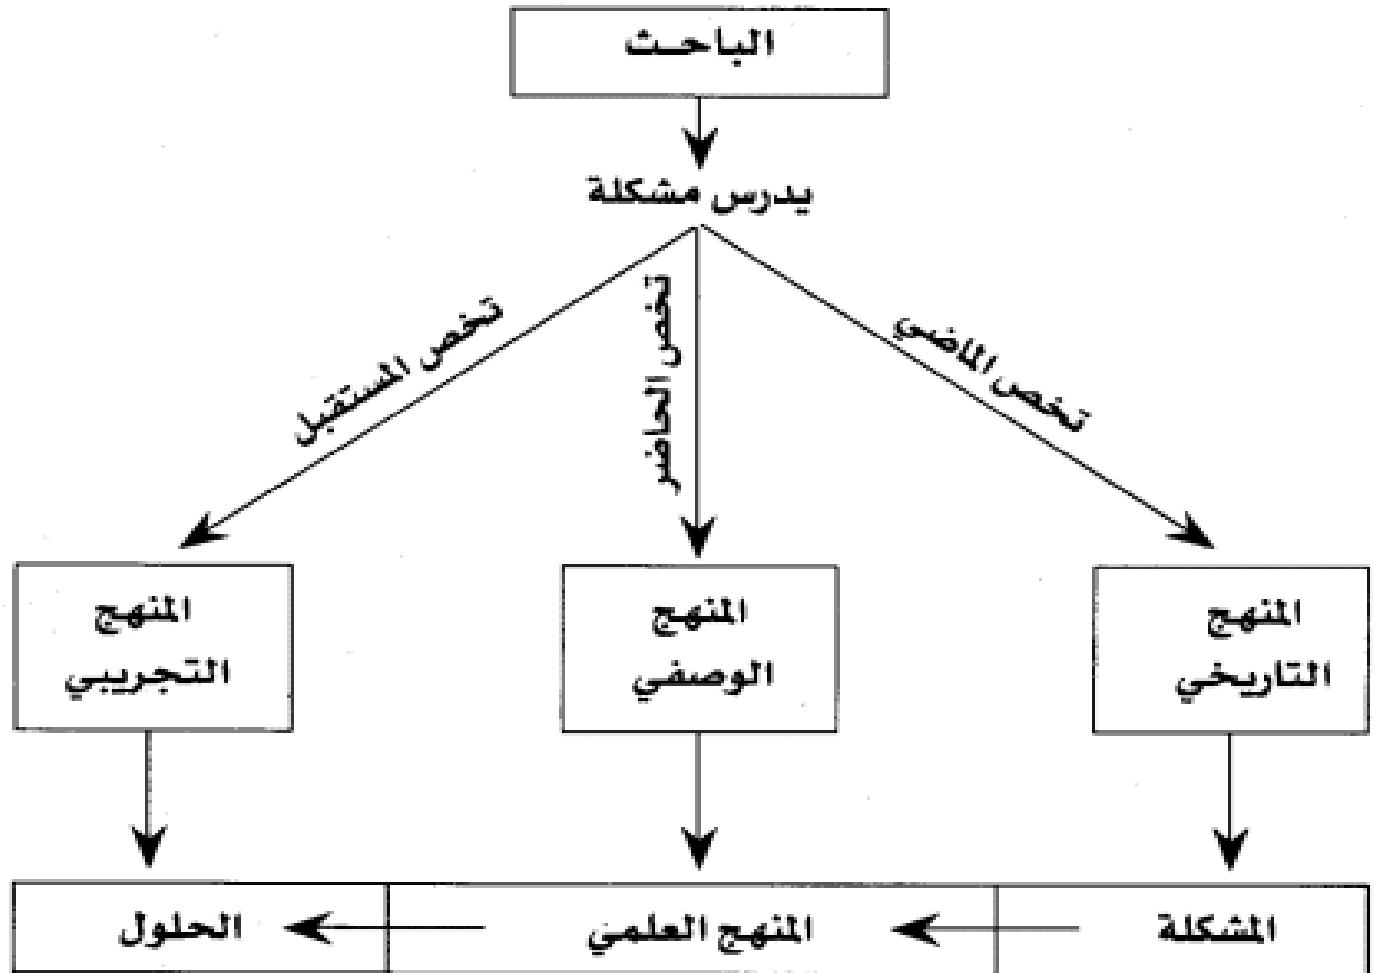 الباحث
يدرس مشكلة
تخص الماضي
تخص الحاضر
تخص المستقبل
المنهج
التاريخي
المنهج
الوصفي
المنهج
التجريبي
المشكلة
المنهج العلمي
الحلول